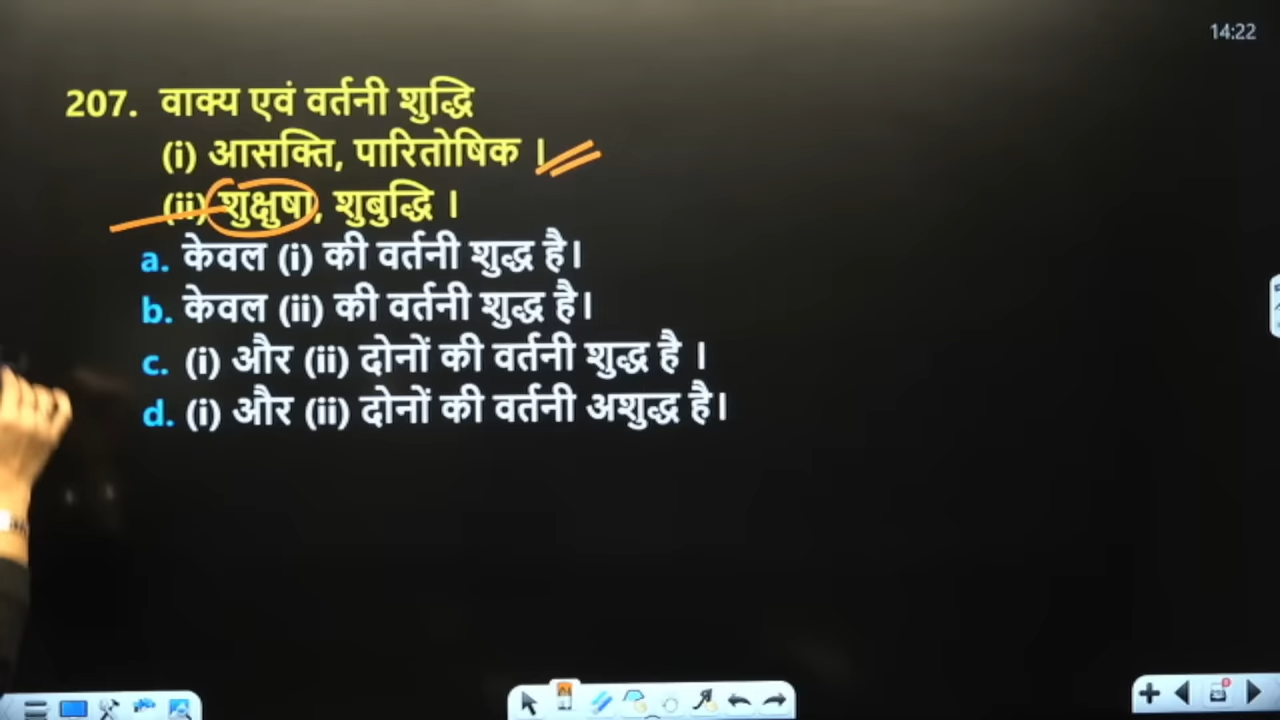 14:22
207. वाक्य एवं वर्तनी शुद्धि
(i) आसक्ति, पारितोषिक ।
(ii) शुक्षुषा, शुबुद्धि ।
a. केवल (i) की वर्तनी शुद्ध है।
b. केवल (ii) की वर्तनी शुद्ध है।
c. (i) और (ii) दोनों की वर्तनी शुद्ध है ।
d. (i) और (ii) दोनों की वर्तनी अशुद्ध है।